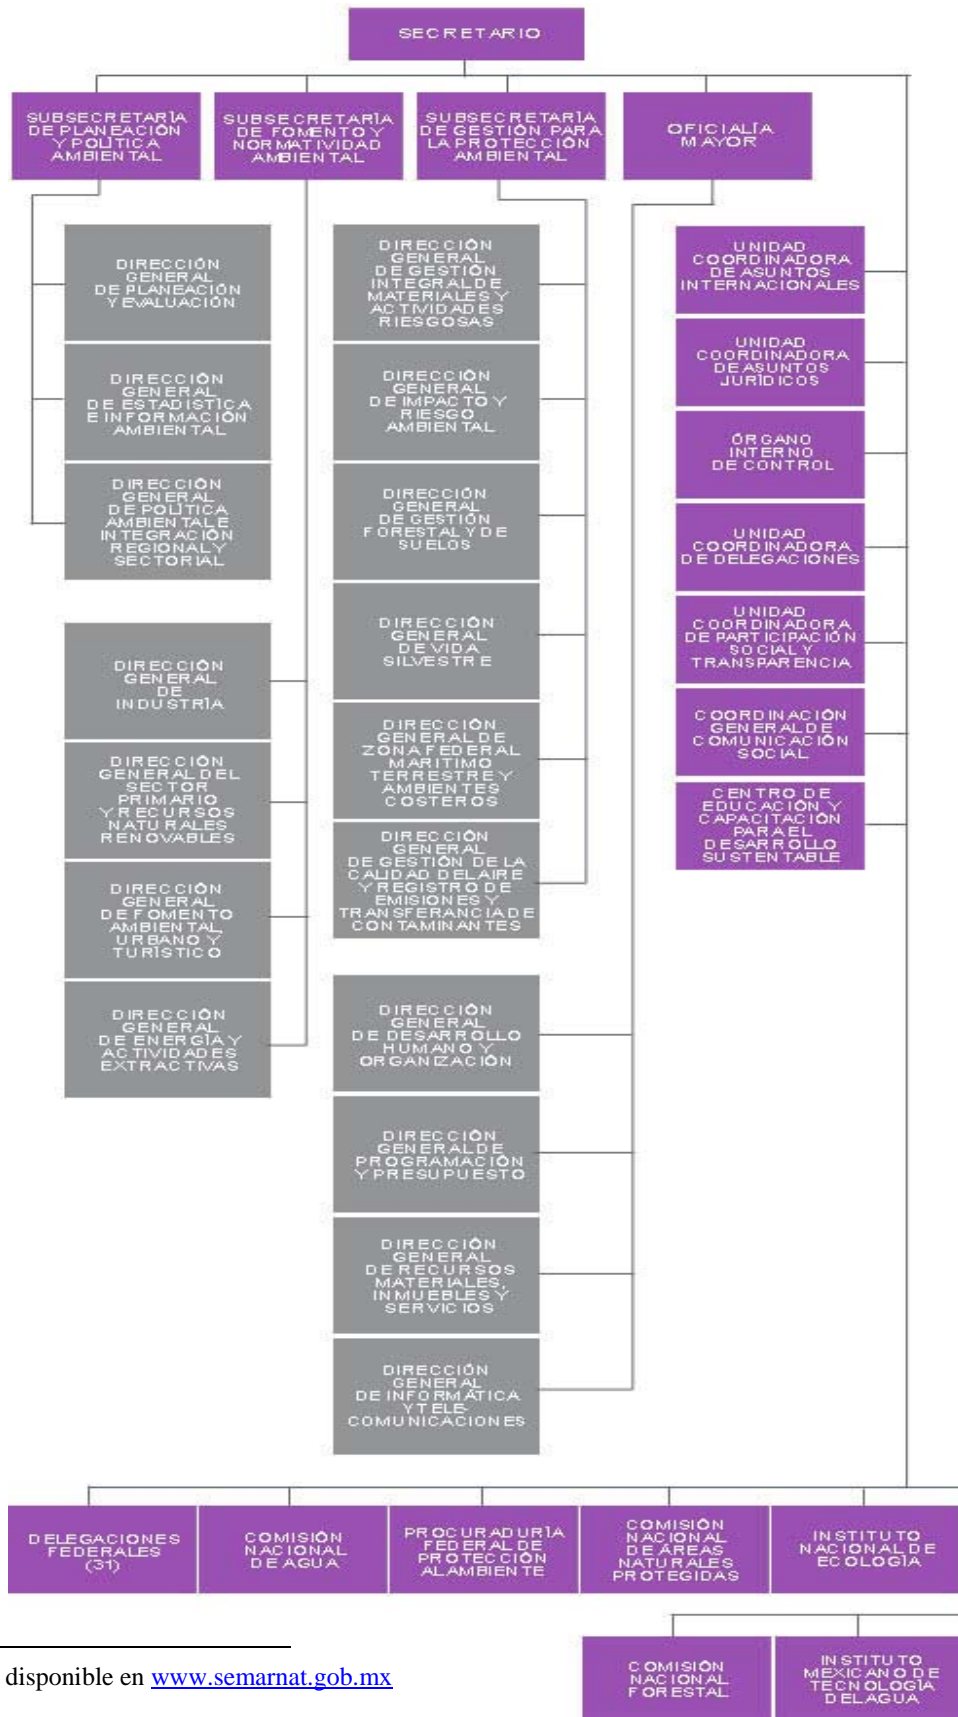 SECRETARIO
SUBSECRETARÍA
DE PLANEACIÓN
Y POLÍTICA
AMBIENTAL
SUBSECRETARÍA
DE FOMENTO Y
NORMATIVIDAD
AMBIENTAL
SUBSECRETARÍA
DE GESTIÓN PARA
LA PROTECCIÓN
AMBIENTAL
OFICIALÍA
MAYOR
DIRECCIÓN
GENERAL
DE PLANEACIÓN
Y EVALUACIÓN
DIRECCIÓN
GENERAL
DE ESTADÍSTICA
E INFORMACIÓN
AMBIENTAL
DIRECCIÓN
GENERAL
DE POLÍTICA
AMBIENTAL E
INTEGRACIÓN
REGIONAL Y
SECTORIAL
DIRECCIÓN
GENERAL
DE
INDUSTRÍA
DIRECCIÓN
GENERAL DEL
SECTOR
PRIMARIO
Y RECURSOS
NATURALES
RENOVABLES
DIRECCIÓN
GENERAL
DE FOMENTO
AMBIENTAL,
URBANO Y
TURÍSTICO
DIRECCIÓN
GENERAL
DE ENERGÍA Y
ACTIVIDADES
EXTRACTIVAS
DIRECCIÓN
GENERAL
DE GESTIÓN
INTEGRAL DE
MATERIALES Y
ACTIVIDADES
RIESGOSAS
DIRECCIÓN
GENERAL
DE IMPACTO Y
RIESGO
AMBIENTAL
DIRECCIÓN
GENERAL
DE GESTIÓN
FORESTAL Y DE
SUELOS
DIRECCIÓN
GENERAL
DE VIDA
SILVESTRE
DIRECCIÓN
GENERAL DE
ZONA FEDERAL
MARÍTIMO
TERRESTRE Y
AMBIENTES
COSTEROS
DIRECCIÓN
GENERAL
DE GESTIÓN DE LA
CALIDAD DEL AIRE
Y REGISTRO DE
EMISIONES Y
TRANSFERANCIA DE
CONTAMINANTES
DIRECCIÓN
GENERAL
DE DESARROLLO
HUMANO Y
ORGANIZACIÓN
DIRECCIÓN
GENERAL DE
PROGRAMACIÓN
Y PRESUPUESTO
DIRECCIÓN
GENERAL
DE RECURSOS
MATERIALES,
INMUEBLES Y
SERVICIOS
DIRECCIÓN
GENERAL
DE INFORMÁTICA
Y TELE-
COMUNICACIONES
UNIDAD
COORDINADORA
DE ASUNTOS
INTERNACIONALES
UNIDAD
COORDINADORA
DE ASUNTOS
JURÍDICOS
ÓRGANO
INTERNO
DE CONTROL
UNIDAD
COORDINADORA
DE DELEGACIONES
UNIDAD
COORDINADORA
DE PARTICIPACIÓN
SOCIAL Y
TRANSPARENCIA
COORDINACIÓN
GENERAL DE
COMUNICACIÓN
SOCIAL
CENTRO DE
EDUCACIÓN Y
CAPACITACIÓN
PARA EL
DESARROLLO
SUSTENTABLE
DELEGACIONES
FEDERALES
(31)
COMISIÓN
NACIONAL
DE AGUA
PROCURADURÍA
FEDERAL DE
PROTECCIÓN
AL AMBIENTE
COMISIÓN
NACIONAL
DE ÁREAS
NATURALES
PROTEGIDAS
INSTITUTO
NACIONAL DE
ECOLOGÍA
COMISIÓN
NACIONAL
FORESTAL
INSTITUTO
MEXICANO DE
TECNOLOGÍA
DEL AGUA
disponible en www.semarnat.gob.mx